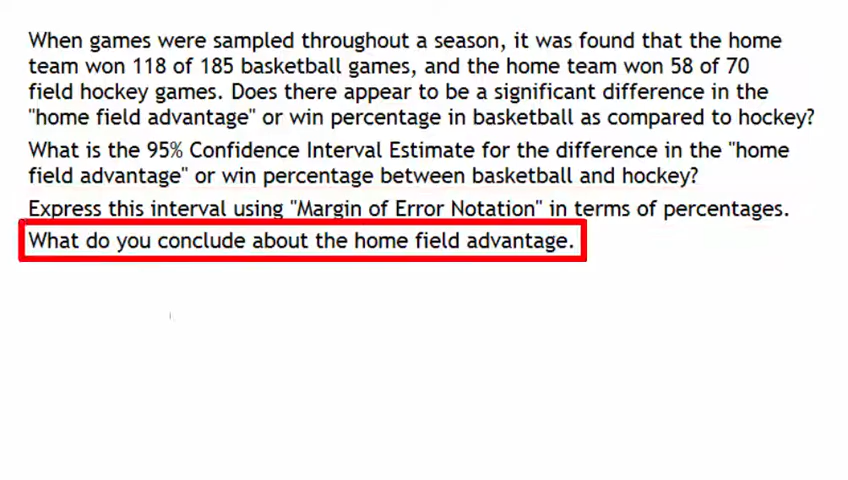 When games were sampled throughout a season, it was found that the home
team won 118 of 185 basketball games, and the home team won 58 of 70
field hockey games. Does there appear to be a significant difference in the
"home field advantage" or win percentage in basketball as compared to hockey?
What is the 95% Confidence Interval Estimate for the difference in the "home
field advantage" or win percentage between basketball and hockey?
Express this interval using "Margin of Error Notation" in terms of percentages.
What do you conclude about the home field advantage.